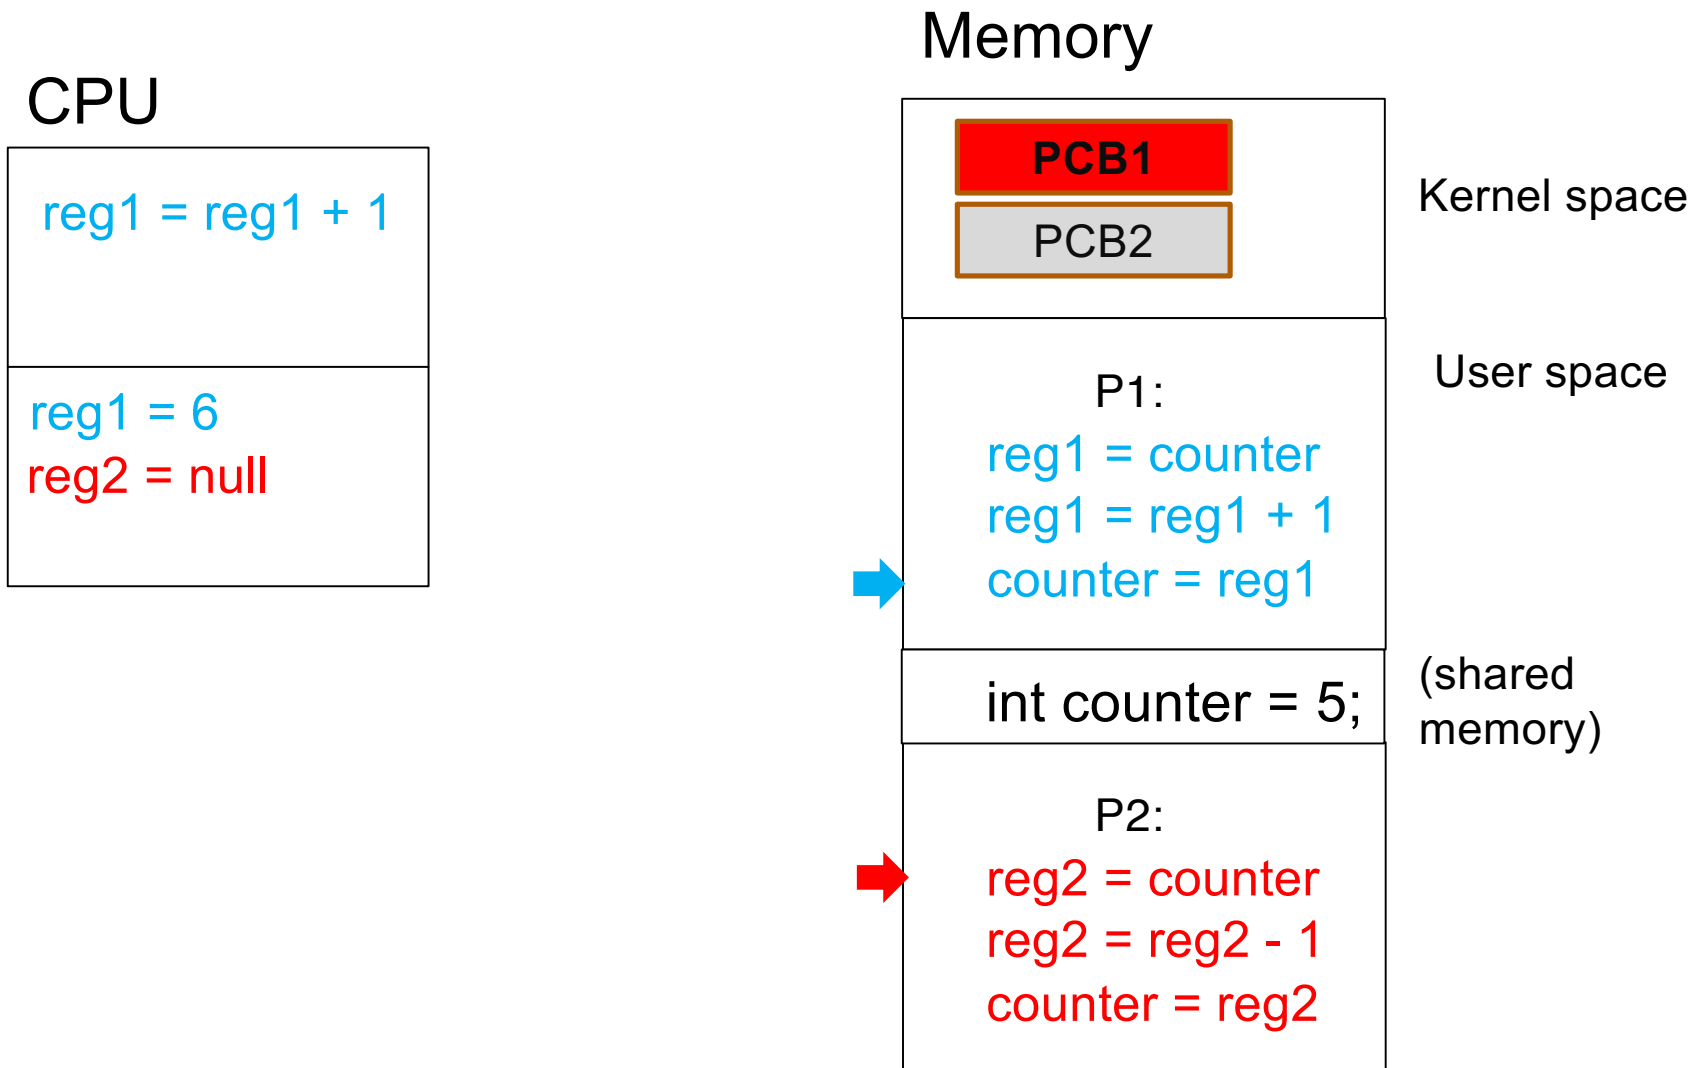 CPU
reg1 = reg1 + 1
reg1 = 6
reg2 = null
Memory
PCB1
PCB2
Kernel space
User space
P1:
reg1 = counter
reg1 = reg1 + 1
counter = reg1
int counter = 5;
(shared
memory)
P2:
reg2 = counter
reg2 = reg2 - 1
counter = reg2